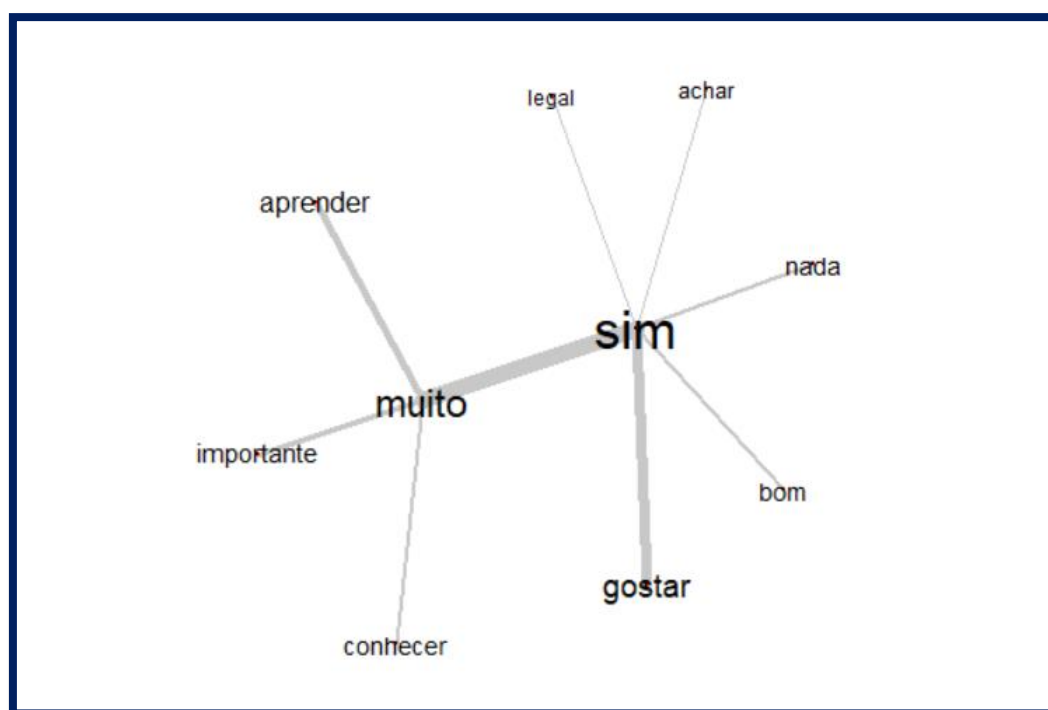 achar
legal
aprender
nada
sim
muito
importante
bom
gostar
conhecer